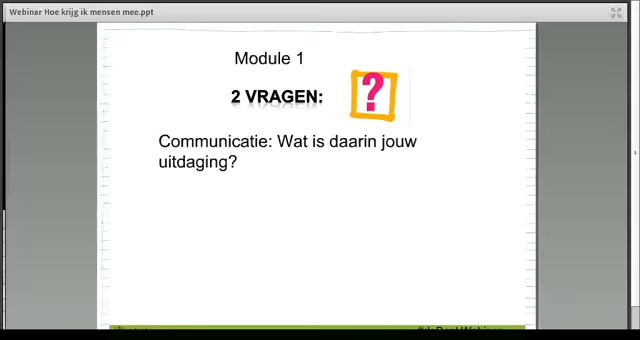 Webinar Hoe krijg ik mensen mee.ppt
Module 1
2 VRAGEN:
?
Communicatie: Wat is daarin jouw
uitdaging?